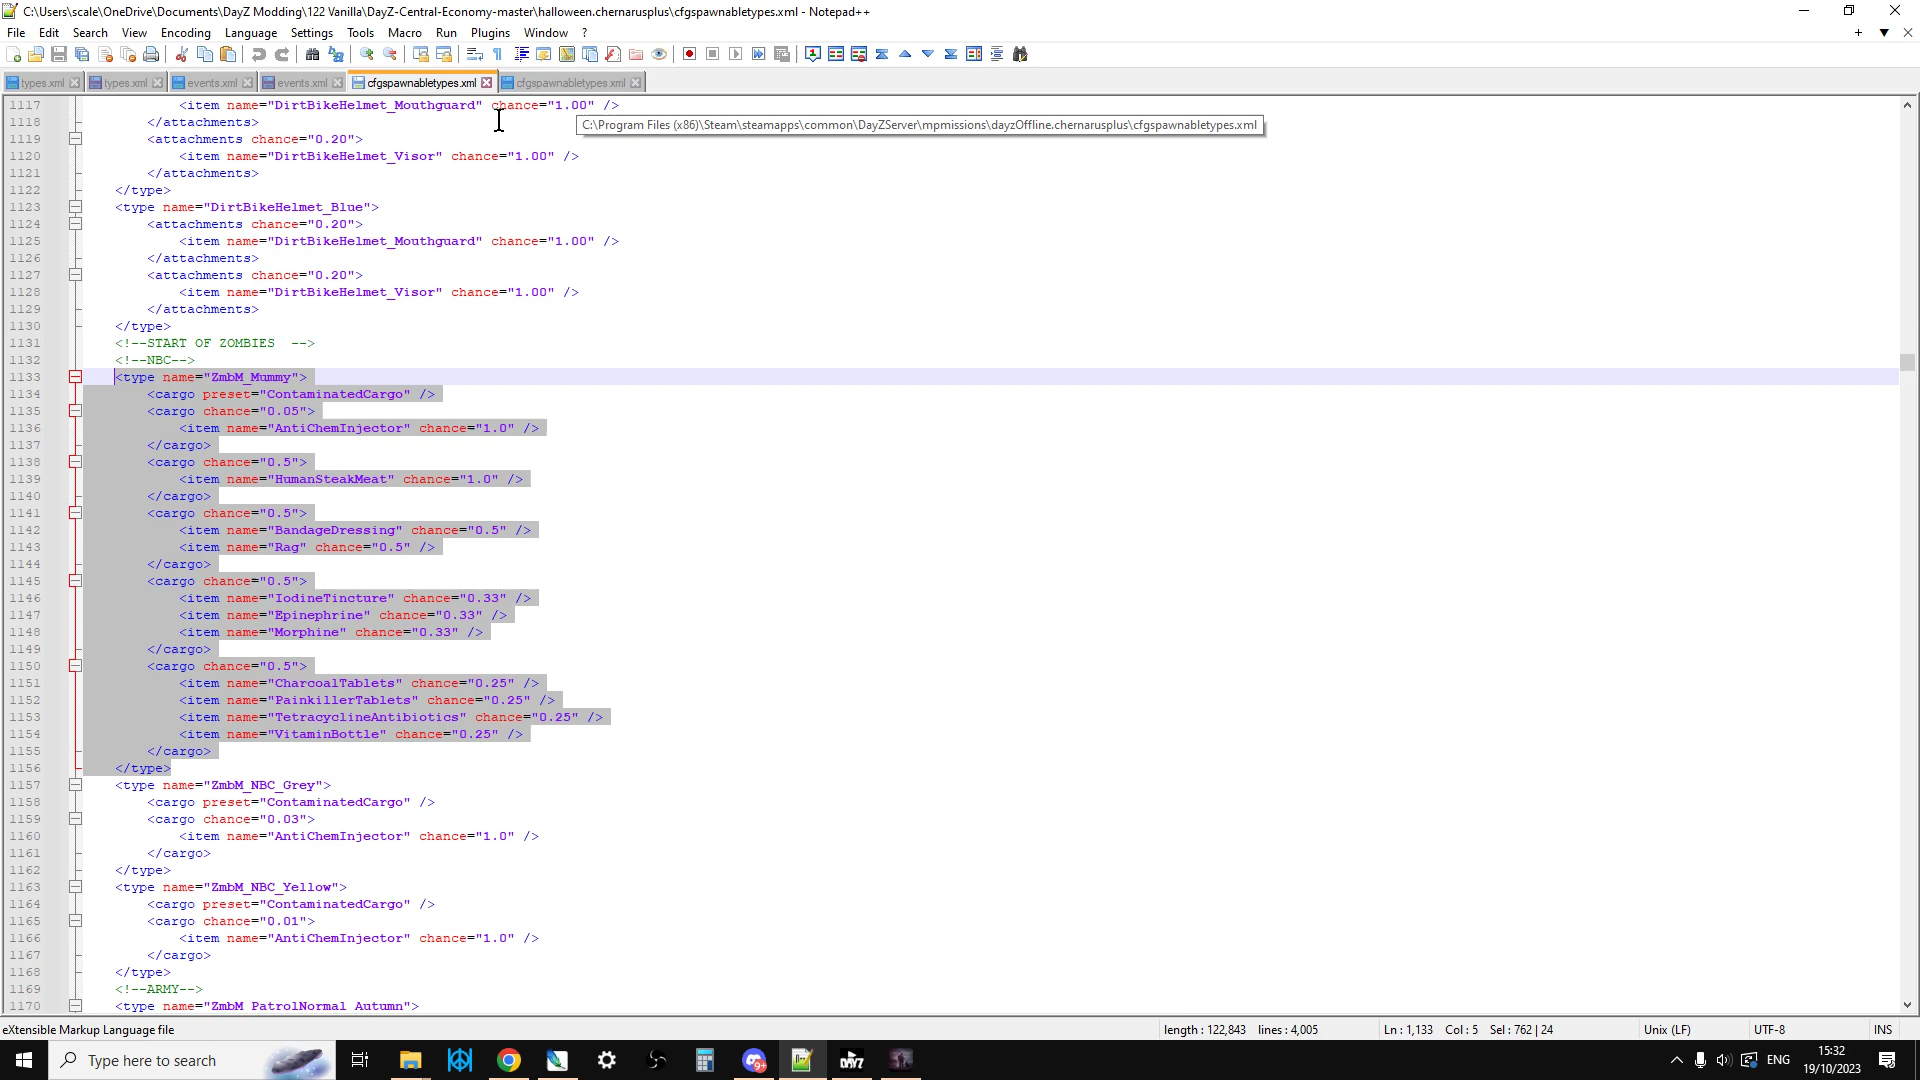 C:\Users\scale\OneDrive\Documents\DayZ Modding\122 Vanilla\DayZ-Central-Economy-master\halloween.chernarusplus\cfgspawnabletypes.xml - Notepad++
File Edit Search View Encoding Language Settings Tools Macro Run Plugins Window ?
types.xml types.xml events.xml events.xml cfgspawnabletypes.xml cfgspawnabletypes.xml
1117 <item name="DirtBikeHelmet_Mouthguard" chance="1.00" />
1118 </attachments>
C:\Program Files (x86)\Steam\steamapps\common\DayZServer\mpmissions\dayzOffline.chernarusplus\cfgspawnabletypes.xml
1119 <attachments chance="0.20">
1120 <item name="DirtBikeHelmet_Visor" chance="1.00" />
1121 </attachments>
1122 </type>
1123 <type name="DirtBikeHelmet_Blue">
1124 <attachments chance="0.20">
1125 <item name="DirtBikeHelmet_Mouthguard" chance="1.00" />
1126 </attachments>
1127 <attachments chance="0.20">
1128 <item name="DirtBikeHelmet_Visor" chance="1.00" />
1129 </attachments>
1130 </type>
1131 <!--START OF ZOMBIES  -->
1132 <!--NBC-->
1133 <type name="ZmbM_Mummy">
1134 <cargo preset="ContaminatedCargo" />
1135 <cargo chance="0.05">
1136 <item name="AntiChemInjector" chance="1.0" />
1137 </cargo>
1138 <cargo chance="0.5">
1139 <item name="HumanSteakMeat" chance="1.0" />
1140 </cargo>
1141 <cargo chance="0.5">
1142 <item name="BandageDressing" chance="0.5" />
1143 <item name="Rag" chance="0.5" />
1144 </cargo>
1145 <cargo chance="0.5">
1146 <item name="IodineTincture" chance="0.33" />
1147 <item name="Epinephrine" chance="0.33" />
1148 <item name="Morphine" chance="0.33" />
1149 </cargo>
1150 <cargo chance="0.5">
1151 <item name="CharcoalTablets" chance="0.25" />
1152 <item name="PainkillerTablets" chance="0.25" />
1153 <item name="TetracyclineAntibiotics" chance="0.25" />
1154 <item name="VitaminBottle" chance="0.25" />
1155 </cargo>
1156 </type>
1157 <type name="ZmbM_NBC_Grey">
1158 <cargo preset="ContaminatedCargo" />
1159 <cargo chance="0.03">
1160 <item name="AntiChemInjector" chance="1.0" />
1161 </cargo>
1162 </type>
1163 <type name="ZmbM_NBC_Yellow">
1164 <cargo preset="ContaminatedCargo" />
1165 <cargo chance="0.01">
1166 <item name="AntiChemInjector" chance="1.0" />
1167 </cargo>
1168 </type>
1169 <!--ARMY-->
1170 <type name="ZmbM_PatrolNormal_Autumn">
eXtensible Markup Language file length : 122,843 lines : 4,005 Ln : 1,133 Col : 5 Sel : 762 | 24 Unix (LF) UTF-8 INS
Type here to search 9+ DAYZ ENG 15:32
19/10/2023